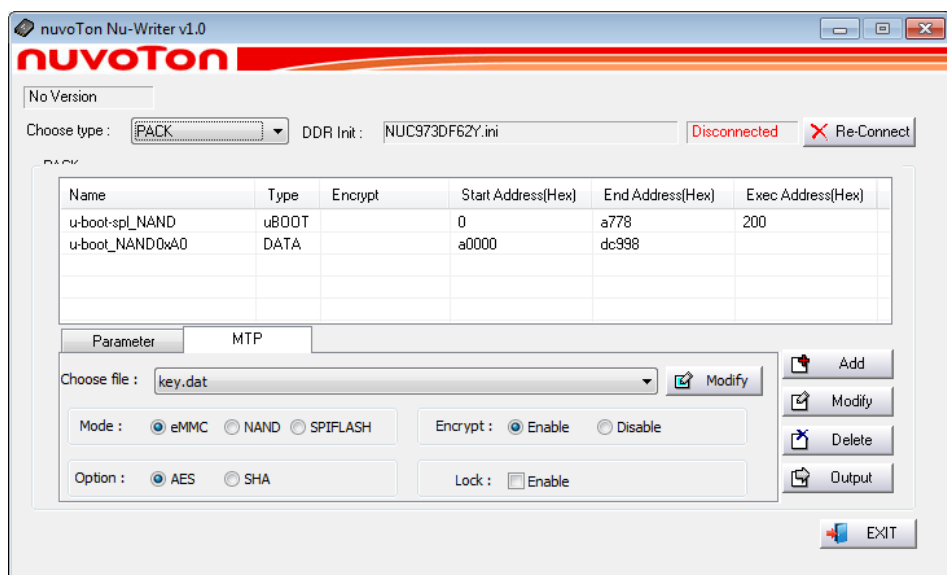 nuvoTon Nu-Writer v1.0
nuvoTon
No Version
Choose type : PACK DDR Init : NUC973DF62Y.ini Disconnected Re-Connect
PACK
Name Type Encrypt Start Address(Hex) End Address(Hex) Exec Address(Hex)
u-boot-spl_NAND uBOOT 0 a778 200
u-boot_NAND0xA0 DATA a0000 dc998
Parameter MTP
Choose file : key.dat Modify
Add
Modify
Mode : eMMC NAND SPIFLASH Encrypt : Enable Disable
Delete
Option : AES SHA Lock : Enable
Output
EXIT